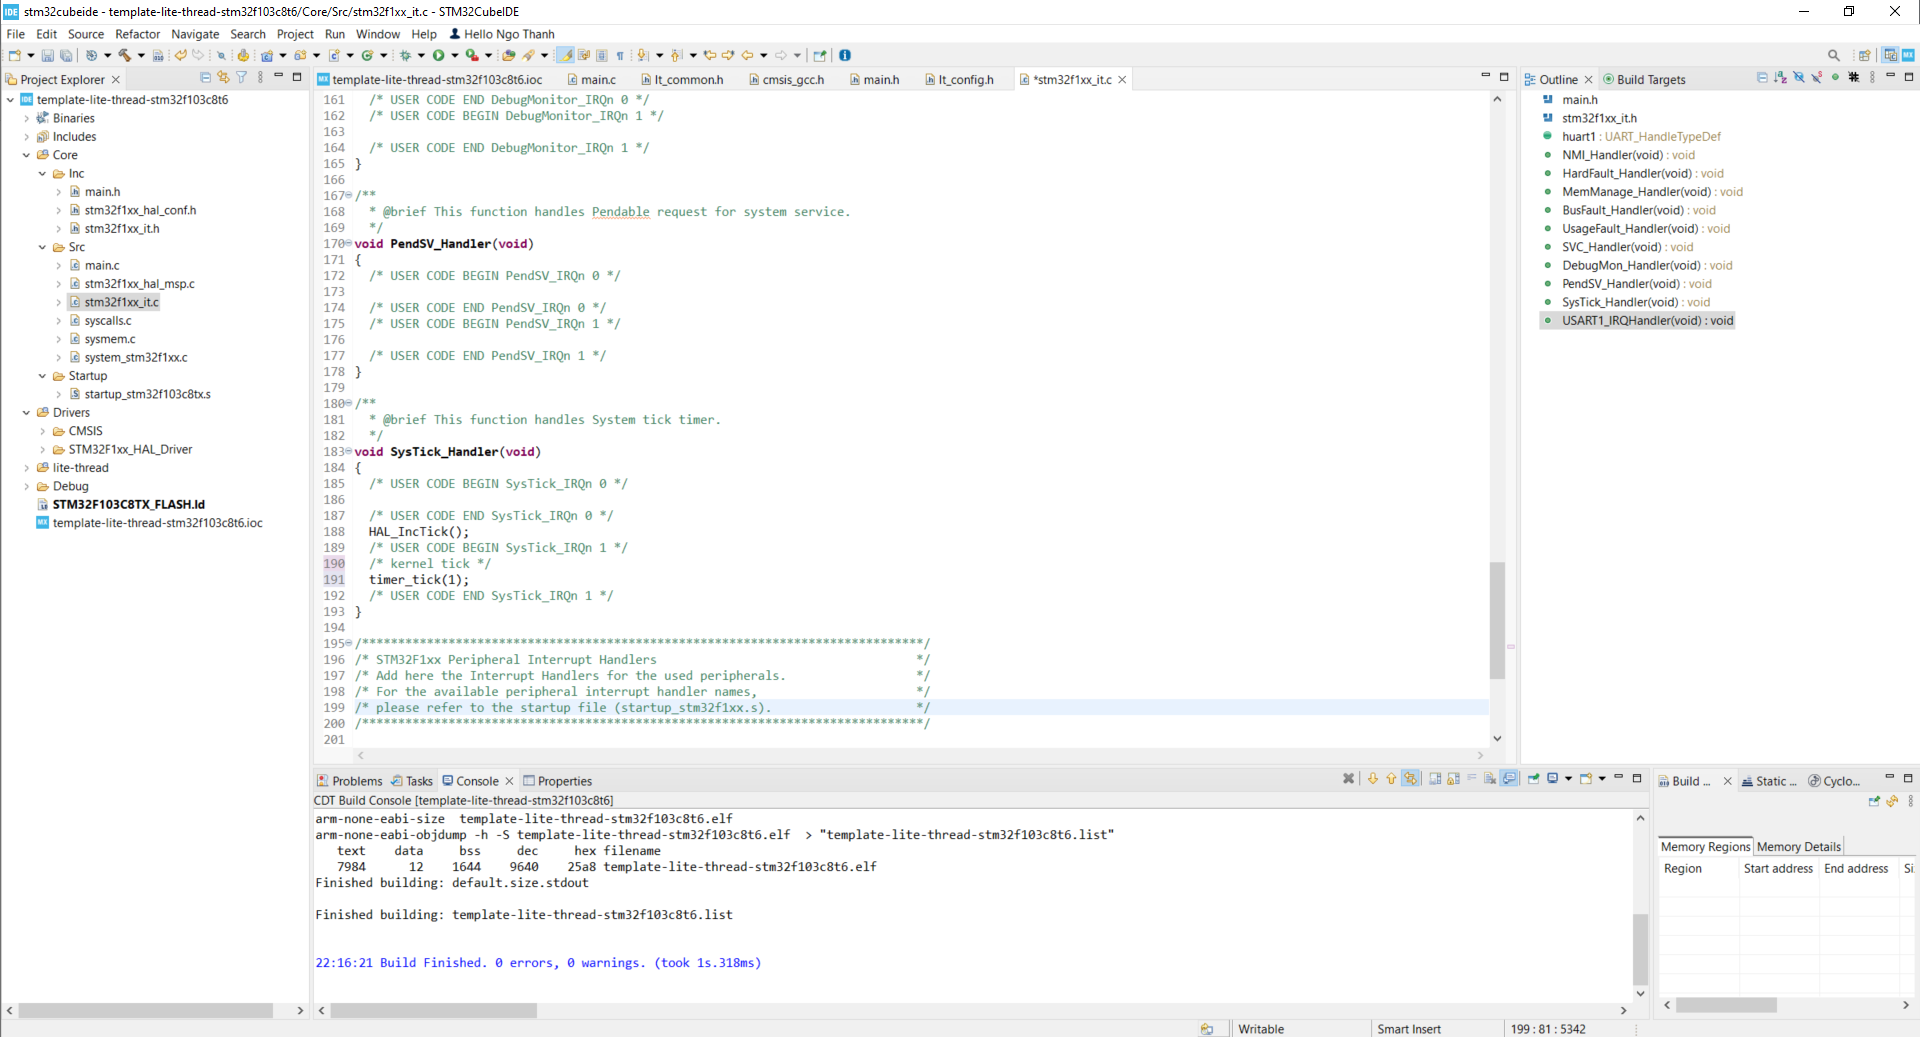 stm32cubeide - template-lite-thread-stm32f103c8t6/Core/Src/stm32f1xx_it.c - STM32CubeIDE
File Edit Source Refactor Navigate Search Project Run Window Help Hello Ngo Thanh
Project Explorer
template-lite-thread-stm32f103c8t6
Binaries
Includes
Core
Inc
main.h
stm32f1xx_hal_conf.h
stm32f1xx_it.h
Src
main.c
stm32f1xx_hal_msp.c
stm32f1xx_it.c
syscalls.c
sysmem.c
system_stm32f1xx.c
Startup
startup_stm32f103c8tx.s
Drivers
CMSIS
STM32F1xx_HAL_Driver
lite-thread
Debug
STM32F103C8TX_FLASH.ld
template-lite-thread-stm32f103c8t6.ioc
template-lite-thread-stm32f103c8t6.ioc main.c lt_common.h cmsis_gcc.h main.h lt_config.h *stm32f1xx_it.c
161 /* USER CODE END DebugMonitor_IRQn 0 */
162 /* USER CODE BEGIN DebugMonitor_IRQn 1 */
163
164 /* USER CODE END DebugMonitor_IRQn 1 */
165 }
166
167 /**
168 * @brief This function handles Pendable request for system service.
169 */
170 void PendSV_Handler(void)
171 {
172 /* USER CODE BEGIN PendSV_IRQn 0 */
173
174 /* USER CODE END PendSV_IRQn 0 */
175 /* USER CODE BEGIN PendSV_IRQn 1 */
176
177 /* USER CODE END PendSV_IRQn 1 */
178 }
179
180 /**
181 * @brief This function handles System tick timer.
182 */
183 void SysTick_Handler(void)
184 {
185 /* USER CODE BEGIN SysTick_IRQn 0 */
186
187 /* USER CODE END SysTick_IRQn 0 */
188 HAL_IncTick();
189 /* USER CODE BEGIN SysTick_IRQn 1 */
190 /* kernel tick */
191 timer_tick(1);
192 /* USER CODE END SysTick_IRQn 1 */
193 }
194
195 /******************************************************************************/
196 /* STM32F1xx Peripheral Interrupt Handlers */
197 /* Add here the Interrupt Handlers for the used peripherals. */
198 /* For the available peripheral interrupt handler names, */
199 /* please refer to the startup file (startup_stm32f1xx.s). */
200 /******************************************************************************/
201
Outline Build Targets
main.h
stm32f1xx_it.h
huart1 : UART_HandleTypeDef
NMI_Handler(void) : void
HardFault_Handler(void) : void
MemManage_Handler(void) : void
BusFault_Handler(void) : void
UsageFault_Handler(void) : void
SVC_Handler(void) : void
DebugMon_Handler(void) : void
PendSV_Handler(void) : void
SysTick_Handler(void) : void
USART1_IRQHandler(void) : void
Problems Tasks Console Properties
CDT Build Console [template-lite-thread-stm32f103c8t6]
arm-none-eabi-size template-lite-thread-stm32f103c8t6.elf
arm-none-eabi-objdump -h -S template-lite-thread-stm32f103c8t6.elf > "template-lite-thread-stm32f103c8t6.list"
text data bss dec hex filename
7984 12 1644 9640 25a8 template-lite-thread-stm32f103c8t6.elf
Finished building: default.size.stdout
Finished building: template-lite-thread-stm32f103c8t6.list
22:16:21 Build Finished. 0 errors, 0 warnings. (took 1s.318ms)
Build ... Static ... Cyclo...
Memory Regions Memory Details
Region Start address End address Si
Writable Smart Insert 199 : 81 : 5342